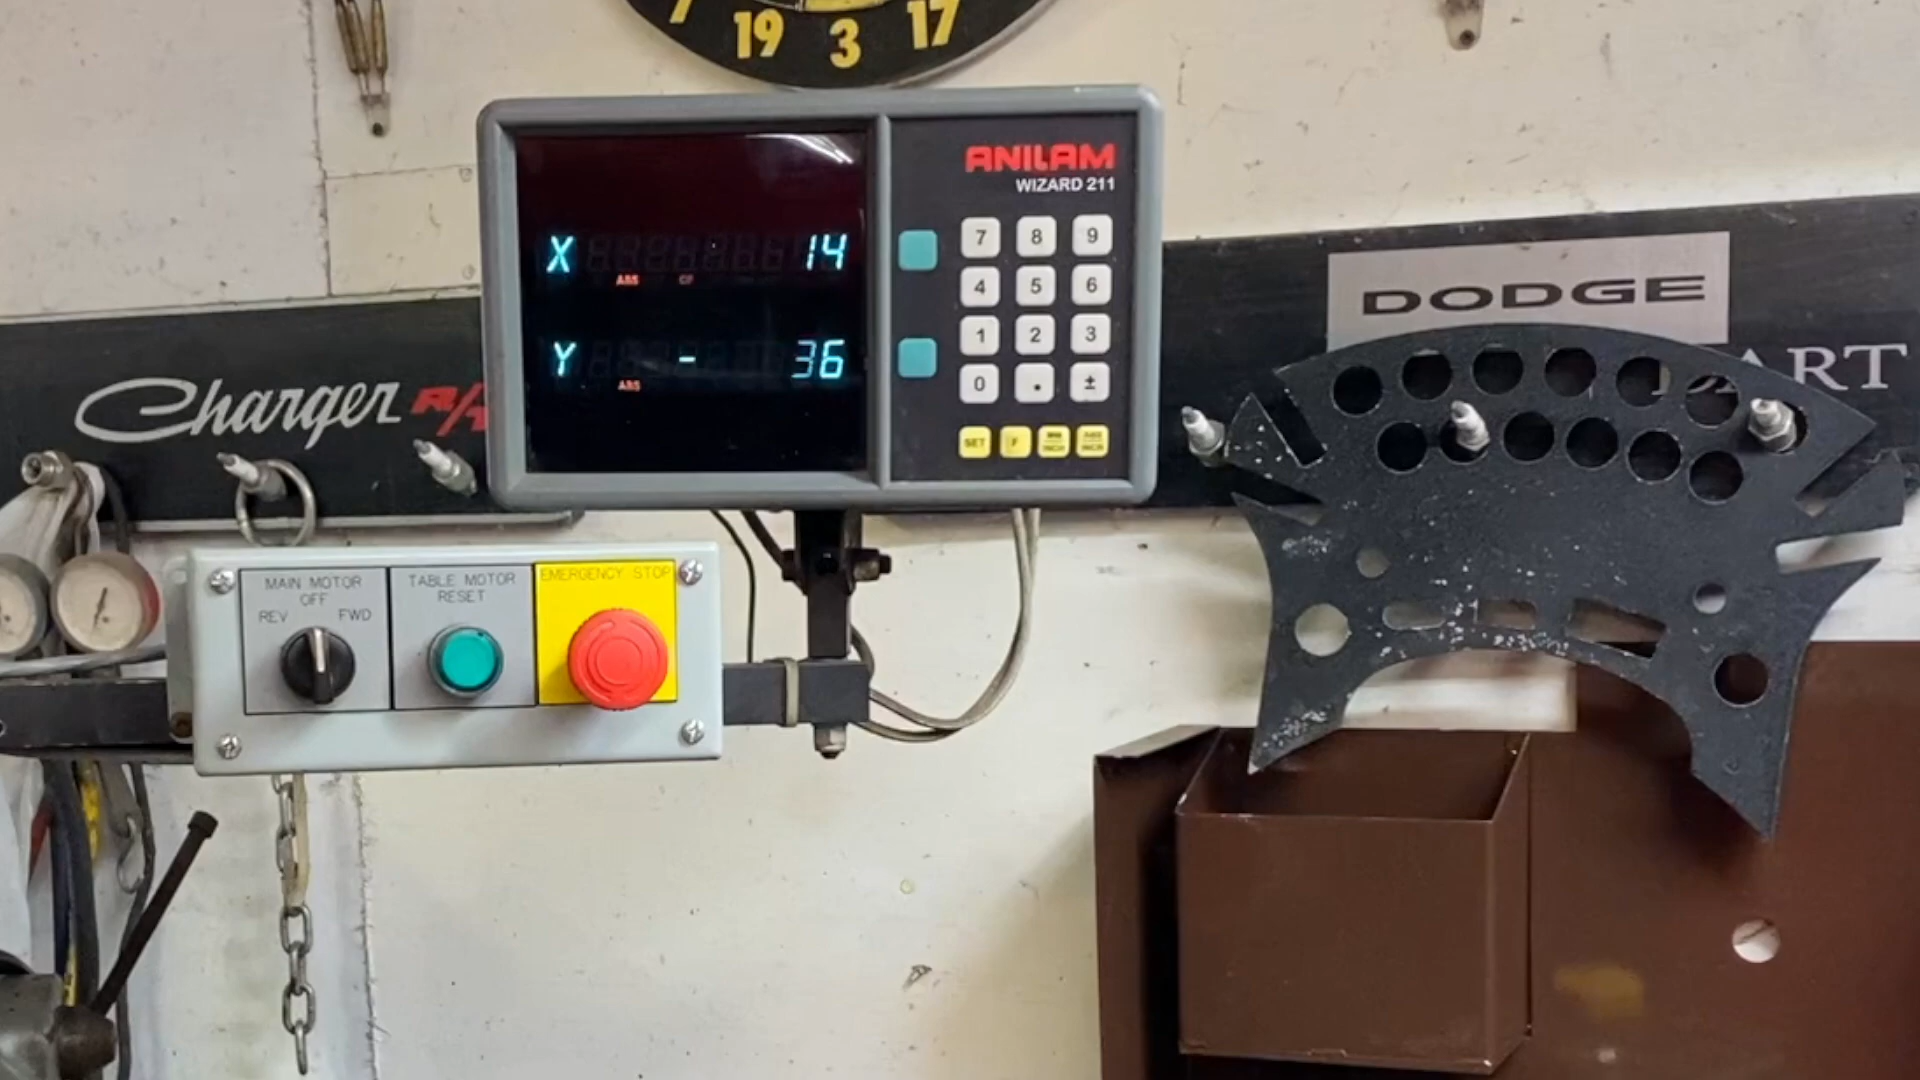 19 3 17
ANILAM
WIZARD 211
X 14
ABS
Y - 36
ABS
7 8 9
4 5 6
1 2 3
0 . ±
SET F
Charger R/T
DODGE
MAIN MOTOR
OFF
REV FWD
TABLE MOTOR
RESET
EMERGENCY STOP